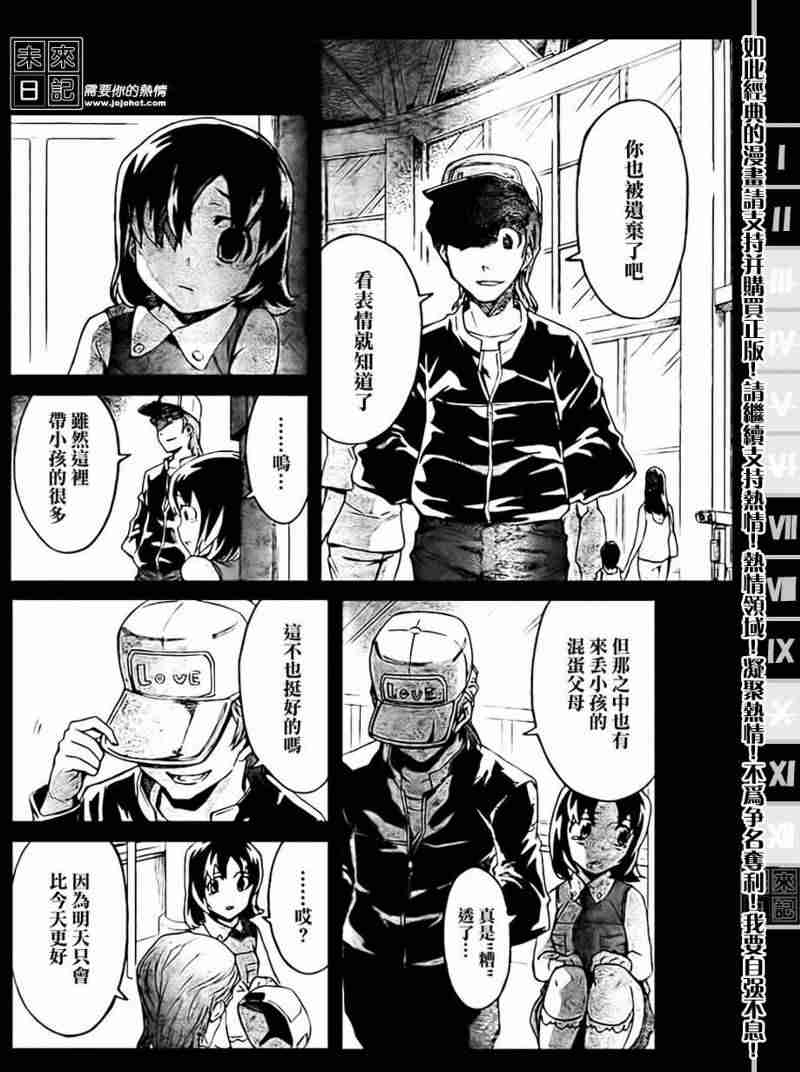 未來
日記
需要你的熱情
www.jojohot.com
你也被遺棄了吧
看表情就知道了
……
嗚…
雖然這裡
帶小孩的很多
但那之中也有
來丟小孩的
混蛋父母
真是…糟
透了…
LOVE
這不也挺好的嗎
LOVE
……
哎？
因為明天只會
比今天更好
如此經典的漫畫請支持并購買正版！請繼續支持熱情！熱情領域！凝聚熱情！不爲争名奪利！我要自强不息！
I
II
III
IV
V
VI
VII
VIII
IX
X
XI
XII
來
記